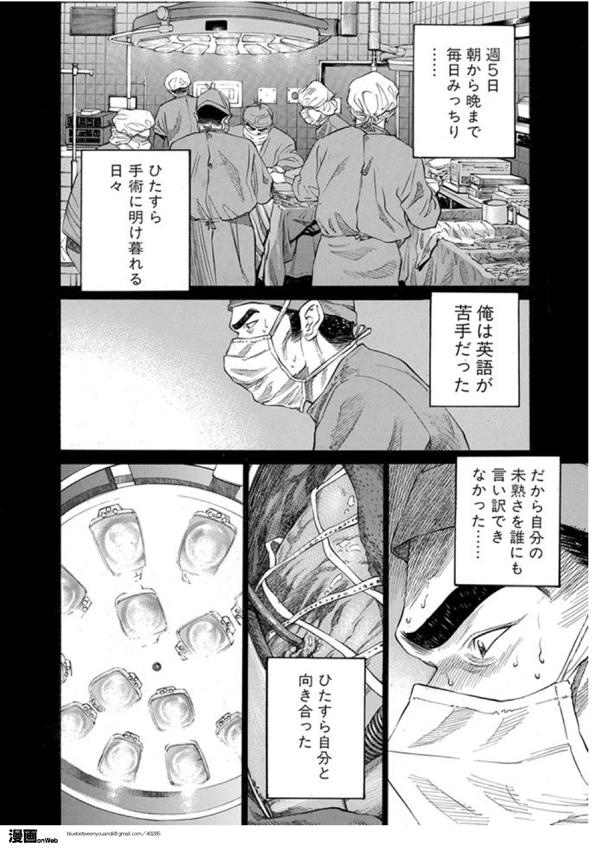 週5日
朝から晩まで
毎日みっちり
……
ひたすら
手術に明け暮れる
日々
俺は英語が
苦手だった
だから自分の
未熟さを誰にも
言い訳でき
なかった……
ひたすら自分と
向き合った
漫画onWeb
bluebetweenyouandi@gmail.com/40285